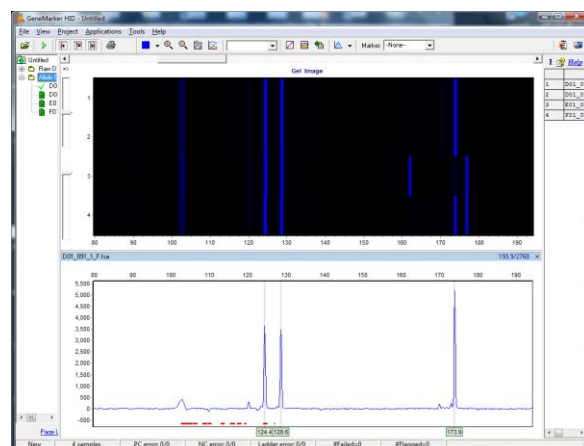 GeneMarker HID - Untitled
File View Project Applications Tools Help
Marker -None-
Untitled
Raw D
Allele
D0
D0
E0
F0
Gel Image
1
2
3
4
80 90 100 110 120 130 140 150 160 170 180 190
Help
1 D01_0
2 D01_0
3 E01_0
4 F01_0
D01_091_1_F.fsa 193.9/2768
80 90 100 110 120 130 140 150 160 170 180 190
5,500
5,000
4,500
4,000
3,500
3,000
2,500
2,000
1,500
1,000
500
0
-500
124.4 128.6 173.9
Page
New 4 samples PC error: 0/0 NC error: 0/0 Ladder error: 0/0 #Failed=0 #Flagged=0